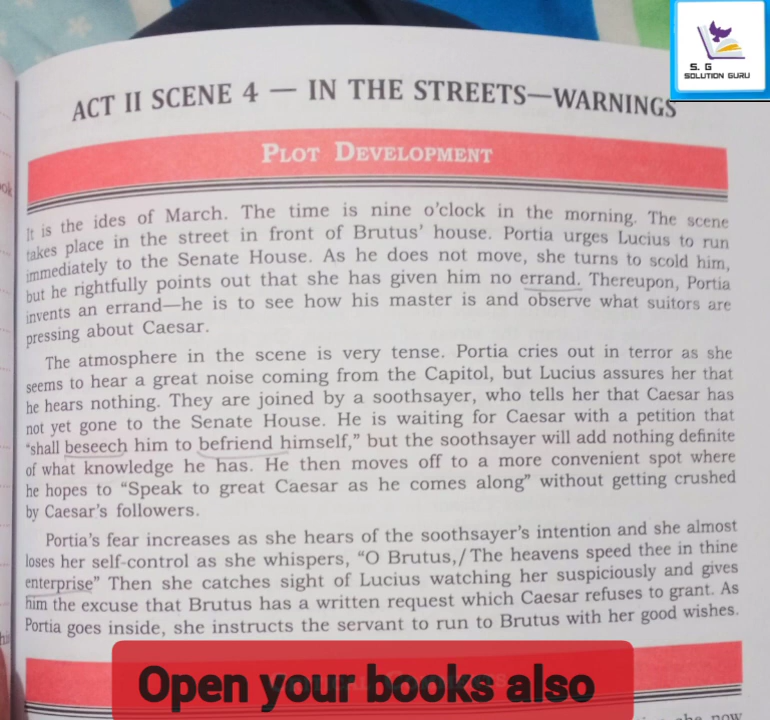 S. G
SOLUTION GURU
ACT II SCENE 4 — IN THE STREETS—WARNINGS
PLOT DEVELOPMENT
It is the ides of March. The time is nine o'clock in the morning. The scene
takes place in the street in front of Brutus' house. Portia urges Lucius to run
immediately to the Senate House. As he does not move, she turns to scold him,
but he rightfully points out that she has given him no errand. Thereupon, Portia
invents an errand—he is to see how his master is and observe what suitors are
pressing about Caesar.
The atmosphere in the scene is very tense. Portia cries out in terror as she
seems to hear a great noise coming from the Capitol, but Lucius assures her that
he hears nothing. They are joined by a soothsayer, who tells her that Caesar has
not yet gone to the Senate House. He is waiting for Caesar with a petition that
“shall beseech him to befriend himself,” but the soothsayer will add nothing definite
of what knowledge he has. He then moves off to a more convenient spot where
he hopes to “Speak to great Caesar as he comes along” without getting crushed
by Caesar's followers.
Portia's fear increases as she hears of the soothsayer's intention and she almost
loses her self-control as she whispers, “O Brutus,/The heavens speed thee in thine
enterprise” Then she catches sight of Lucius watching her suspiciously and gives
him the excuse that Brutus has a written request which Caesar refuses to grant. As
Portia goes inside, she instructs the servant to run to Brutus with her good wishes.
Open your books also
she now